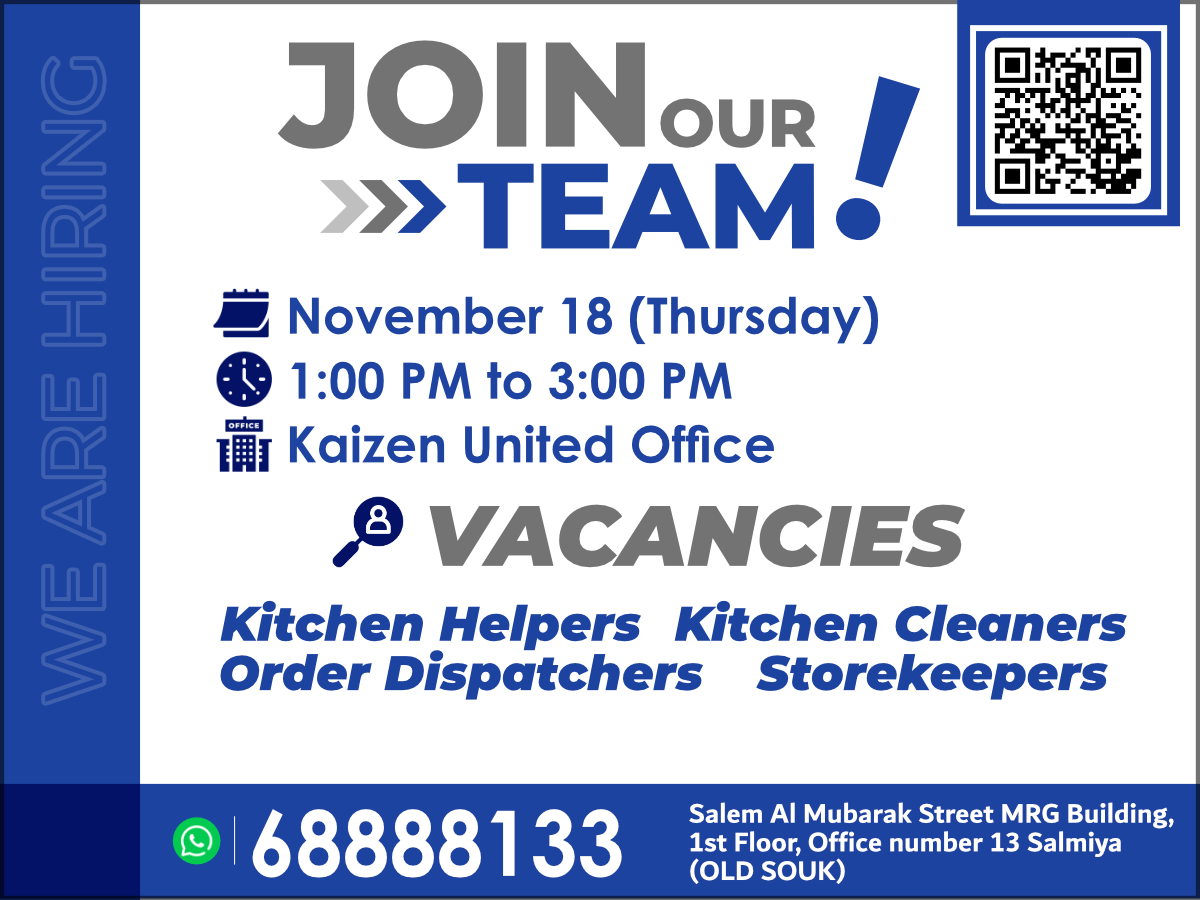 WE ARE HIRING
JOIN OUR
TEAM!
November 18 (Thursday)
1:00 PM to 3:00 PM
OFFICE
Kaizen United Office
VACANCIES
Kitchen Helpers Kitchen Cleaners
Order Dispatchers Storekeepers
68888133
Salem Al Mubarak Street MRG Building,
1st Floor, Office number 13 Salmiya
(OLD SOUK)